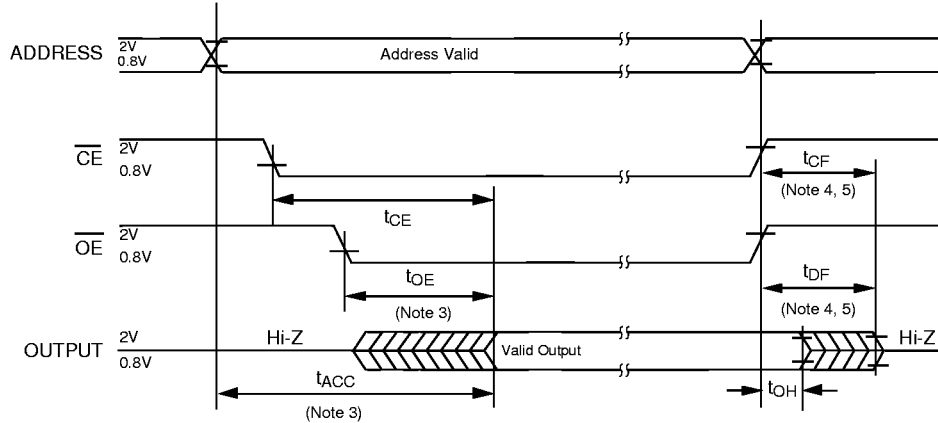 ADDRESS
2V
0.8V
Address Valid
CE
2V
0.8V
tCE
tCF
(Note 4, 5)
OE
2V
0.8V
tOE
(Note 3)
tDF
(Note 4, 5)
OUTPUT
2V
0.8V
Hi-Z
Valid Output
Hi-Z
tACC
(Note 3)
tOH